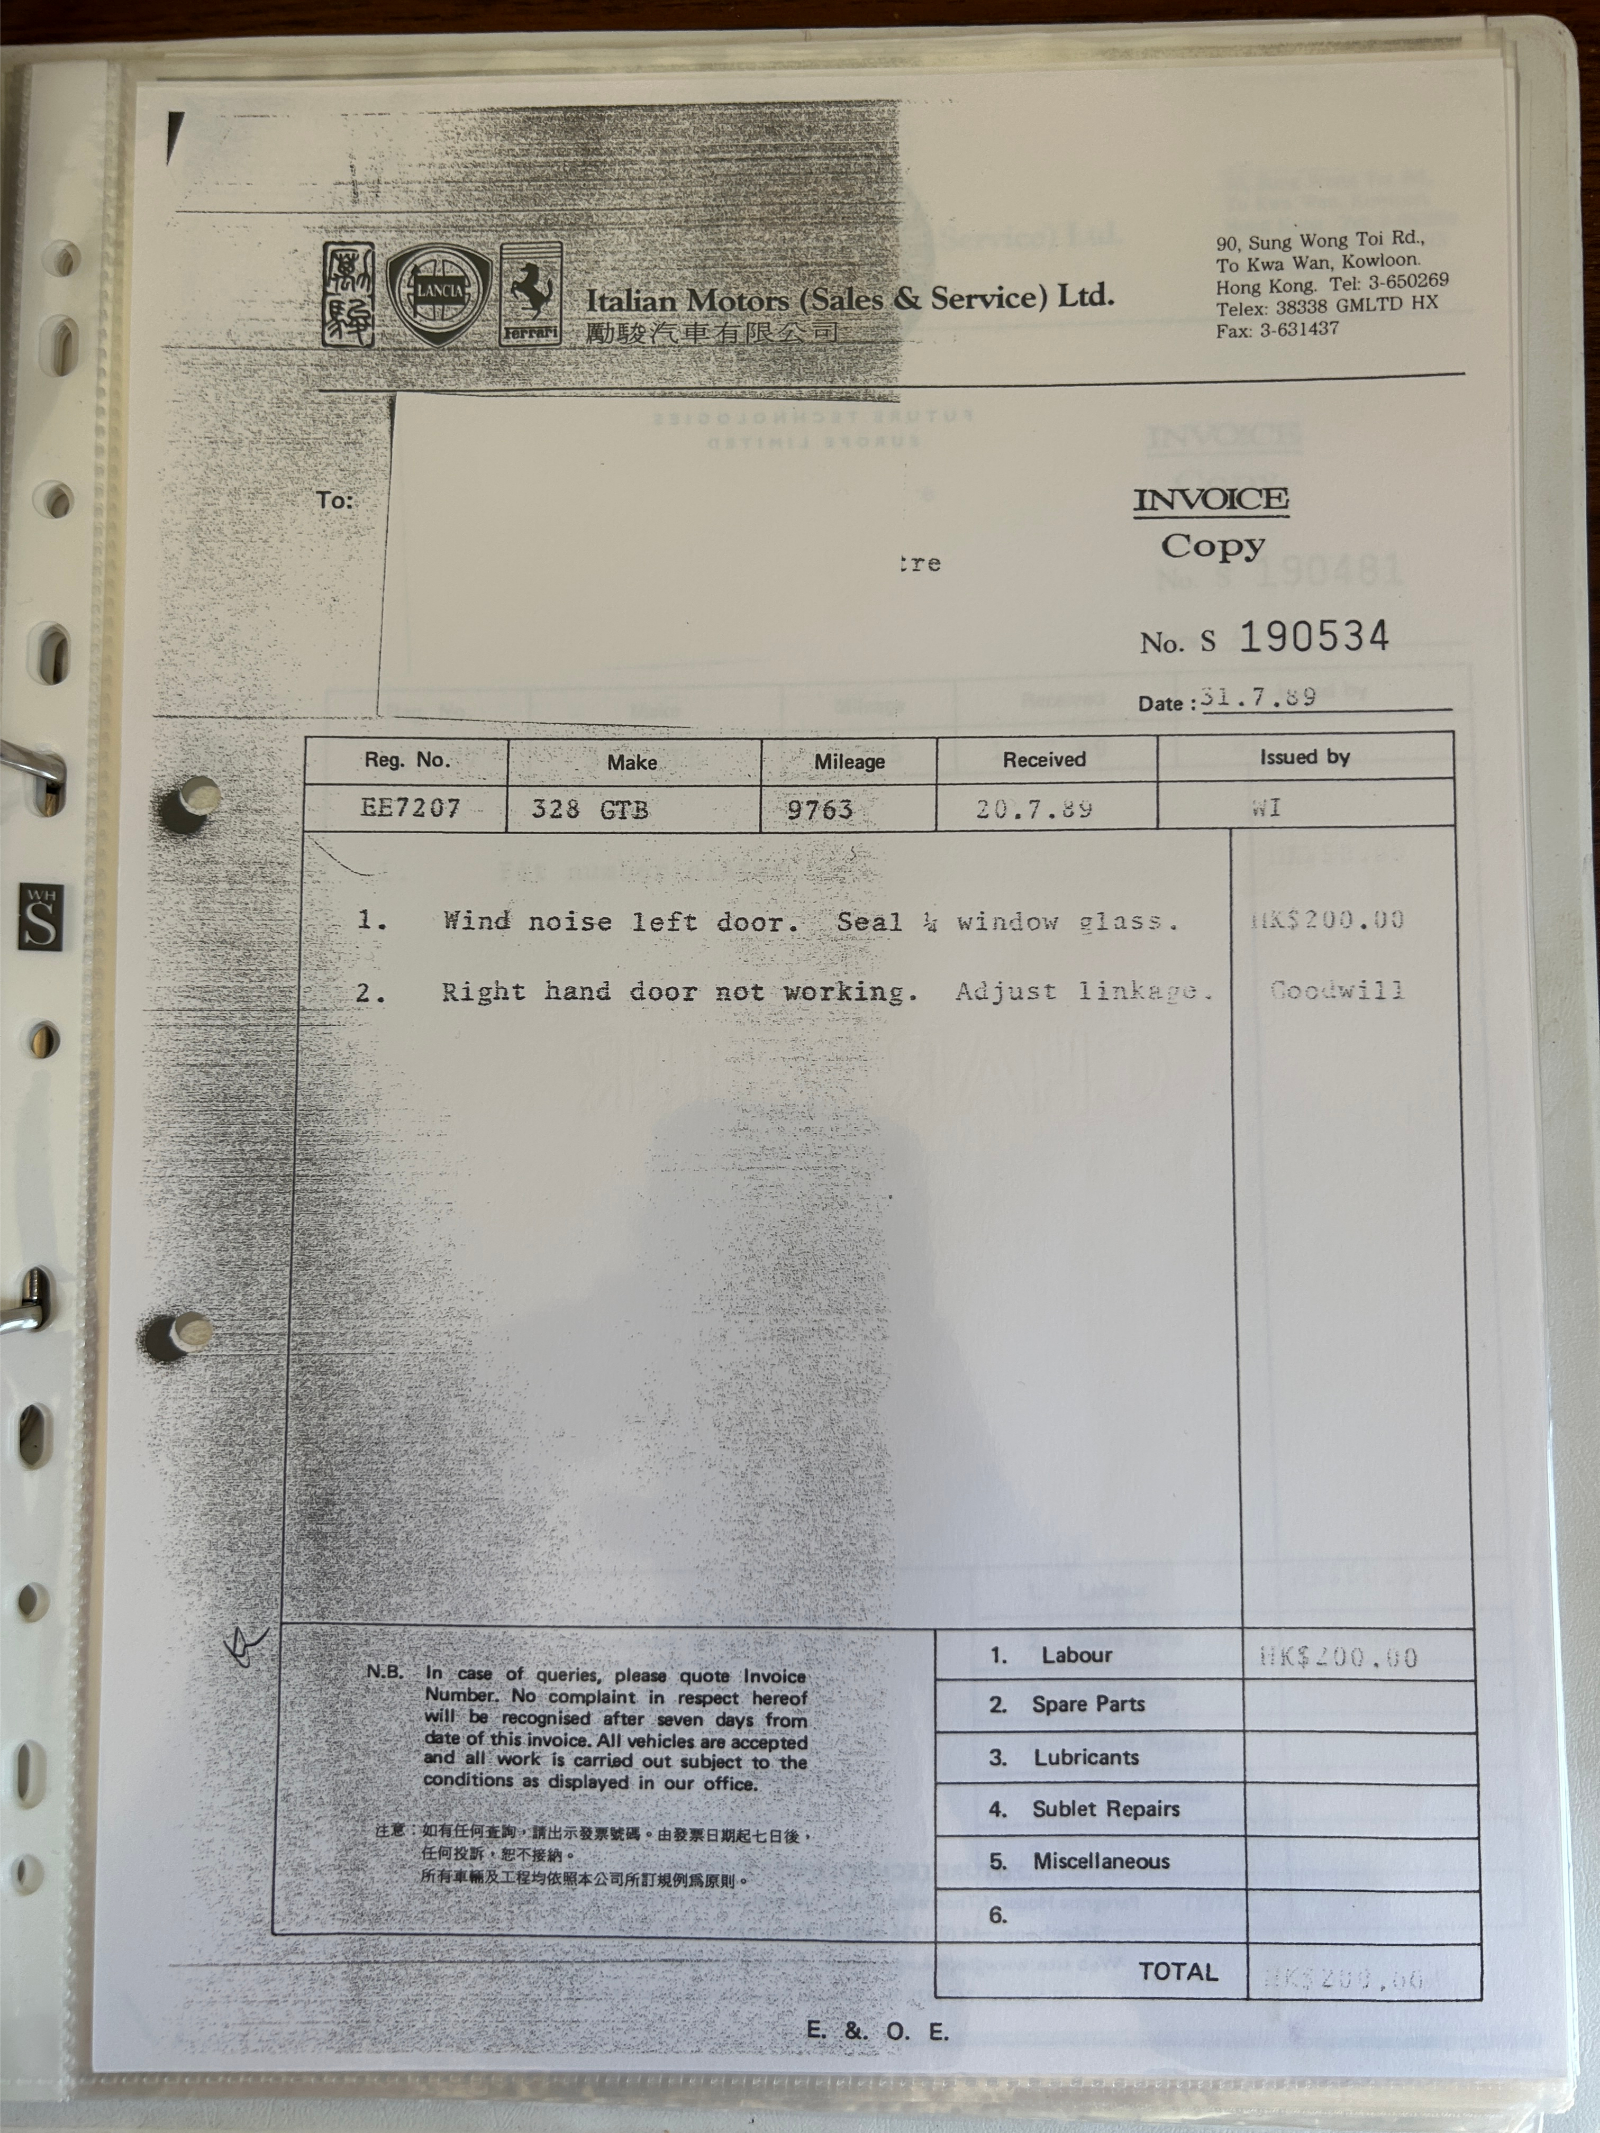 勵駿
LANCIA
Ferrari
Italian Motors (Sales & Service) Ltd.
勵駿汽車有限公司
90, Sung Wong Toi Rd.,
To Kwa Wan, Kowloon.
Hong Kong. Tel: 3-650269
Telex: 38338 GMLTD HX
Fax: 3-631437
To:
tre
INVOICE
Copy
No. S 190534
Date : 31.7.89
Reg. No. Make Mileage Received Issued by
EE7207 328 GTB 9763 20.7.89 WI
1. Wind noise left door. Seal ¼ window glass. HK$200.00
2. Right hand door not working. Adjust linkage. Goodwill
WH
S
N.B. In case of queries, please quote Invoice
Number. No complaint in respect hereof
will be recognised after seven days from
date of this invoice. All vehicles are accepted
and all work is carried out subject to the
conditions as displayed in our office.
注意：如有任何查詢，請出示發票號碼。由發票日期起七日後，
任何投訴，恕不接納。
所有車輛及工程均依照本公司所訂規例爲原則。
1. Labour HK$200.00
2. Spare Parts
3. Lubricants
4. Sublet Repairs
5. Miscellaneous
6.
TOTAL HK$200.00
E. &. O. E.